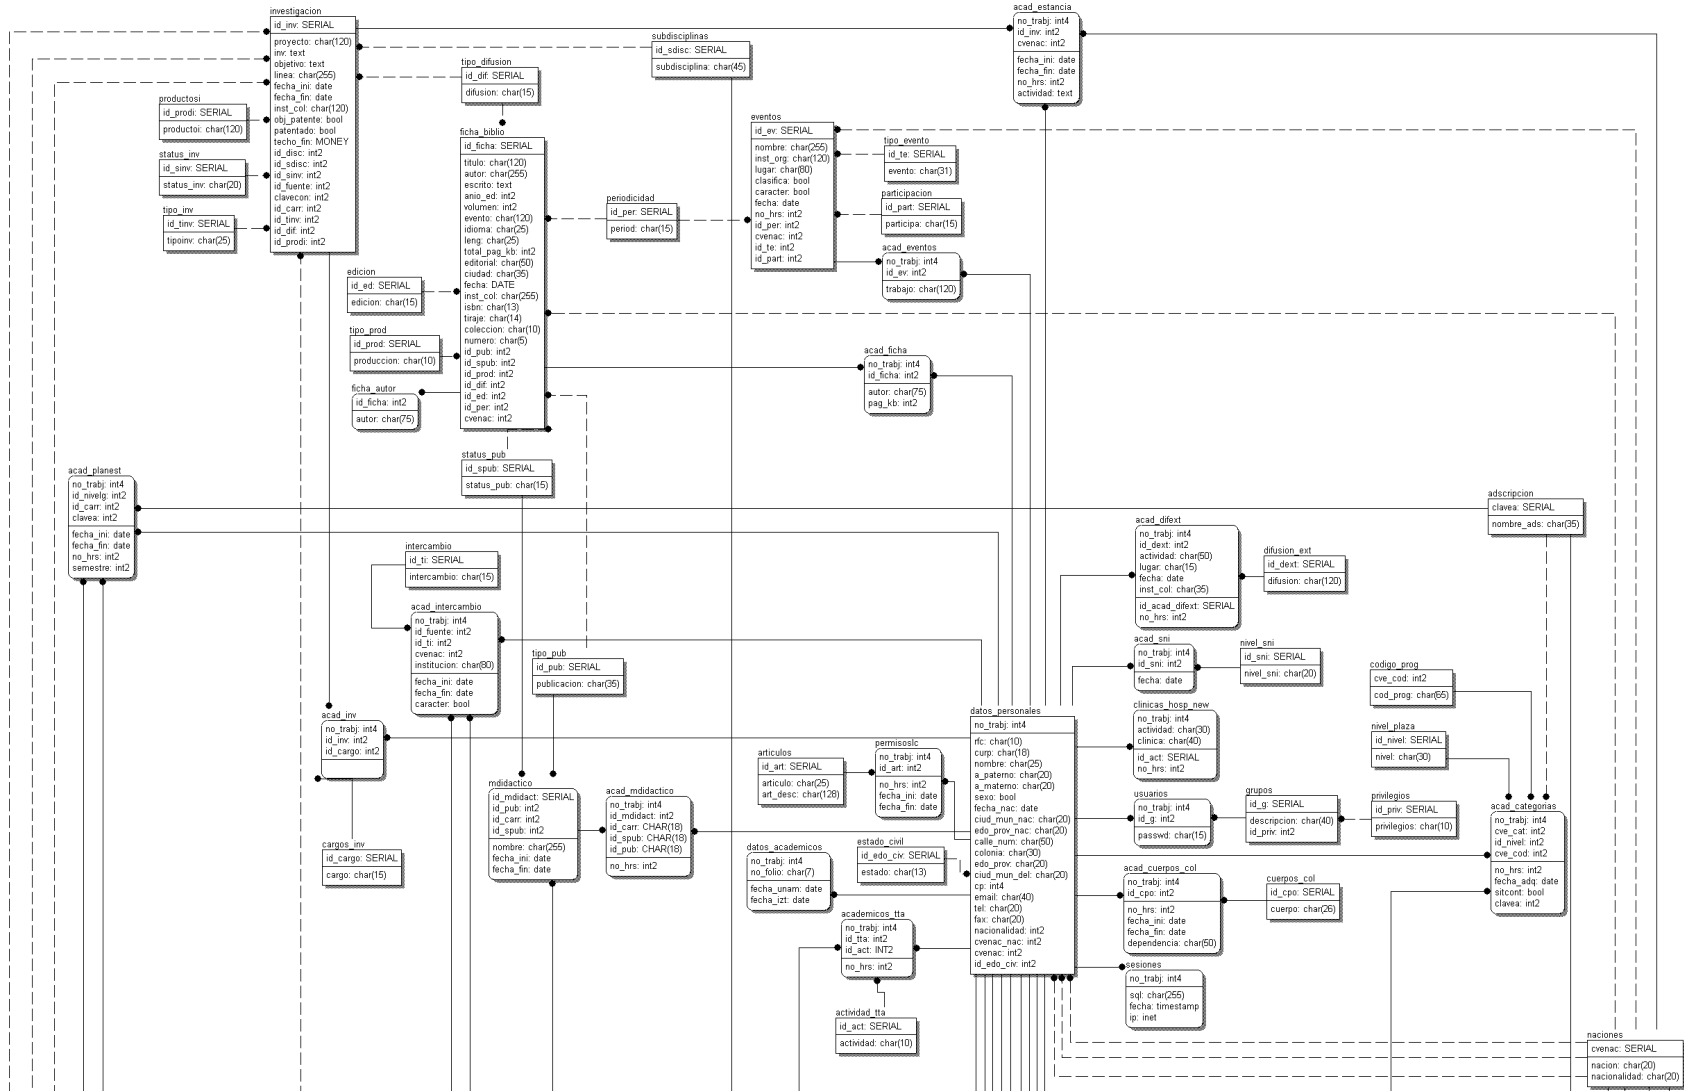 investigacion
id_inv: SERIAL
proyecto: char(120)
inv: text
objetivo: text
linea: char(255)
fecha_ini: date
fecha_fin: date
inst_col: char(120)
obj_patente: bool
patentado: bool
techo_fin: MONEY
id_disc: int2
id_sdisc: int2
id_sinv: int2
id_fuente: int2
clavecon: int2
id_carr: int2
id_tinv: int2
id_dif: int2
id_prodi: int2
acad_estancia
no_trabj: int4
id_inv: int2
cvenac: int2
fecha_ini: date
fecha_fin: date
no_hrs: int2
actividad: text
subdisciplinas
id_sdisc: SERIAL
subdisciplina: char(45)
tipo_difusion
id_dif: SERIAL
difusion: char(15)
productosi
id_prodi: SERIAL
productoi: char(120)
status_inv
id_sinv: SERIAL
status_inv: char(20)
tipo_inv
id_tinv: SERIAL
tipoinv: char(25)
ficha_biblio
id_ficha: SERIAL
titulo: char(120)
autor: char(255)
escrito: text
anio_ed: int2
volumen: int2
evento: char(120)
idioma: char(25)
leng: char(25)
total_pag_kb: int2
editorial: char(50)
ciudad: char(35)
fecha: DATE
inst_col: char(255)
isbn: char(13)
tiraje: char(14)
coleccion: char(10)
numero: char(5)
id_pub: int2
id_spub: int2
id_prod: int2
id_dif: int2
id_ed: int2
id_per: int2
cvenac: int2
eventos
id_ev: SERIAL
nombre: char(255)
inst_org: char(120)
lugar: char(80)
clasifica: bool
caracter: bool
fecha: date
no_hrs: int2
id_per: int2
cvenac: int2
id_te: int2
id_part: int2
tipo_evento
id_te: SERIAL
evento: char(31)
participacion
id_part: SERIAL
participa: char(15)
periodicidad
id_per: SERIAL
period: char(15)
acad_eventos
no_trabj: int4
id_ev: int2
trabajo: char(120)
edicion
id_ed: SERIAL
edicion: char(15)
tipo_prod
id_prod: SERIAL
produccion: char(10)
ficha_autor
id_ficha: int2
autor: char(75)
acad_ficha
no_trabj: int4
id_ficha: int2
autor: char(75)
pag_kb: int2
status_pub
id_spub: SERIAL
status_pub: char(15)
acad_planest
no_trabj: int4
id_nivelg: int2
id_carr: int2
clavea: int2
fecha_ini: date
fecha_fin: date
no_hrs: int2
semestre: int2
adscripcion
clavea: SERIAL
nombre_ads: char(35)
acad_difext
no_trabj: int4
id_dext: int2
actividad: char(50)
lugar: char(15)
fecha: date
inst_col: char(35)
id_acad_difext: SERIAL
no_hrs: int2
difusion_ext
id_dext: SERIAL
difusion: char(120)
intercambio
id_ti: SERIAL
intercambio: char(15)
acad_intercambio
no_trabj: int4
id_fuente: int2
id_ti: int2
cvenac: int2
institucion: char(80)
fecha_ini: date
fecha_fin: date
caracter: bool
tipo_pub
id_pub: SERIAL
publicacion: char(35)
acad_sni
no_trabj: int4
id_sni: int2
fecha: date
nivel_sni
id_sni: SERIAL
nivel_sni: char(20)
codigo_prog
cve_cod: int2
cod_prog: char(65)
acad_inv
no_trabj: int4
id_inv: int2
id_cargo: int2
datos_personales
no_trabj: int4
rfc: char(10)
curp: char(18)
nombre: char(25)
a_paterno: char(20)
a_materno: char(20)
sexo: bool
fecha_nac: date
ciud_mun_nac: char(20)
edo_prov_nac: char(20)
calle_num: char(50)
colonia: char(30)
edo_prov: char(20)
ciud_mun_del: char(20)
cp: int4
email: char(40)
tel: char(20)
fax: char(20)
nacionalidad: int2
cvenac_nac: int2
cvenac: int2
id_edo_civ: int2
clinicas_hosp_new
no_trabj: int4
actividad: char(30)
clinica: char(40)
id_act: SERIAL
no_hrs: int2
nivel_plaza
id_nivel: SERIAL
nivel: char(30)
articulos
id_art: SERIAL
articulo: char(25)
art_desc: char(128)
permisoslc
no_trabj: int4
id_art: int2
no_hrs: int2
fecha_ini: date
fecha_fin: date
mdidactico
id_mdidact: SERIAL
id_pub: int2
id_carr: int2
id_spub: int2
nombre: char(255)
fecha_ini: date
fecha_fin: date
acad_mdidactico
no_trabj: int4
id_mdidact: int2
id_carr: CHAR(18)
id_spub: CHAR(18)
id_pub: CHAR(18)
no_hrs: int2
usuarios
no_trabj: int4
id_g: int2
passwd: char(15)
grupos
id_g: SERIAL
descripcion: char(40)
id_priv: int2
privilegios
id_priv: SERIAL
privilegios: char(10)
acad_categorias
no_trabj: int4
cve_cat: int2
id_nivel: int2
cve_cod: int2
no_hrs: int2
fecha_adq: date
sitcont: bool
clavea: int2
cargos_inv
id_cargo: SERIAL
cargo: char(15)
datos_academicos
no_trabj: int4
no_folio: char(7)
fecha_unam: date
fecha_izt: date
estado_civil
id_edo_civ: SERIAL
estado: char(13)
acad_cuerpos_col
no_trabj: int4
id_cpo: int2
no_hrs: int2
fecha_ini: date
fecha_fin: date
dependencia: char(50)
cuerpos_col
id_cpo: SERIAL
cuerpo: char(26)
academicos_tta
no_trabj: int4
id_tta: int2
id_act: INT2
no_hrs: int2
sesiones
no_trabj: int4
sql: char(255)
fecha: timestamp
ip: inet
actividad_tta
id_act: SERIAL
actividad: char(10)
naciones
cvenac: SERIAL
nacion: char(20)
nacionalidad: char(20)